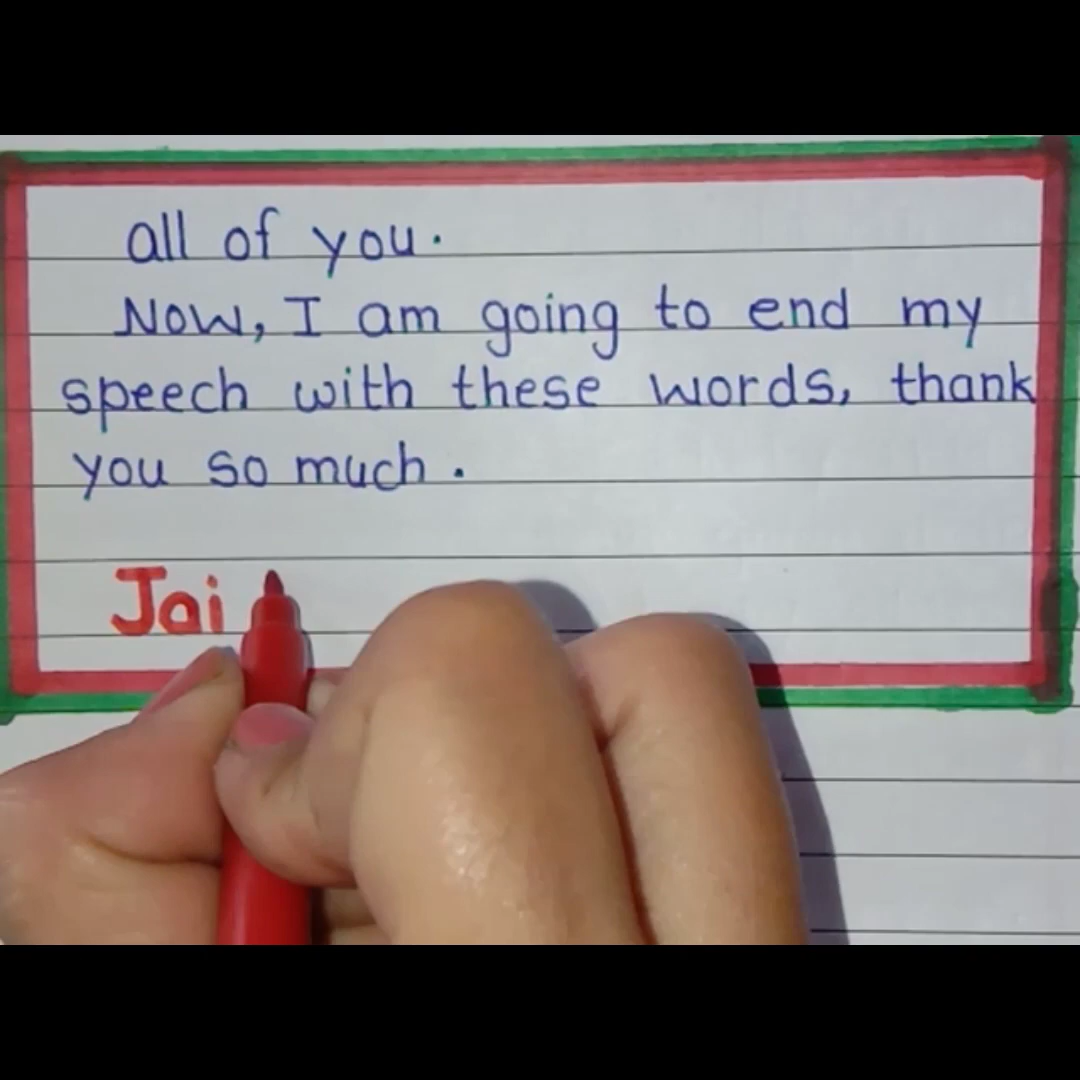 all of you.
Now, I am going to end my
speech with these words, thank
you so much.
Jai